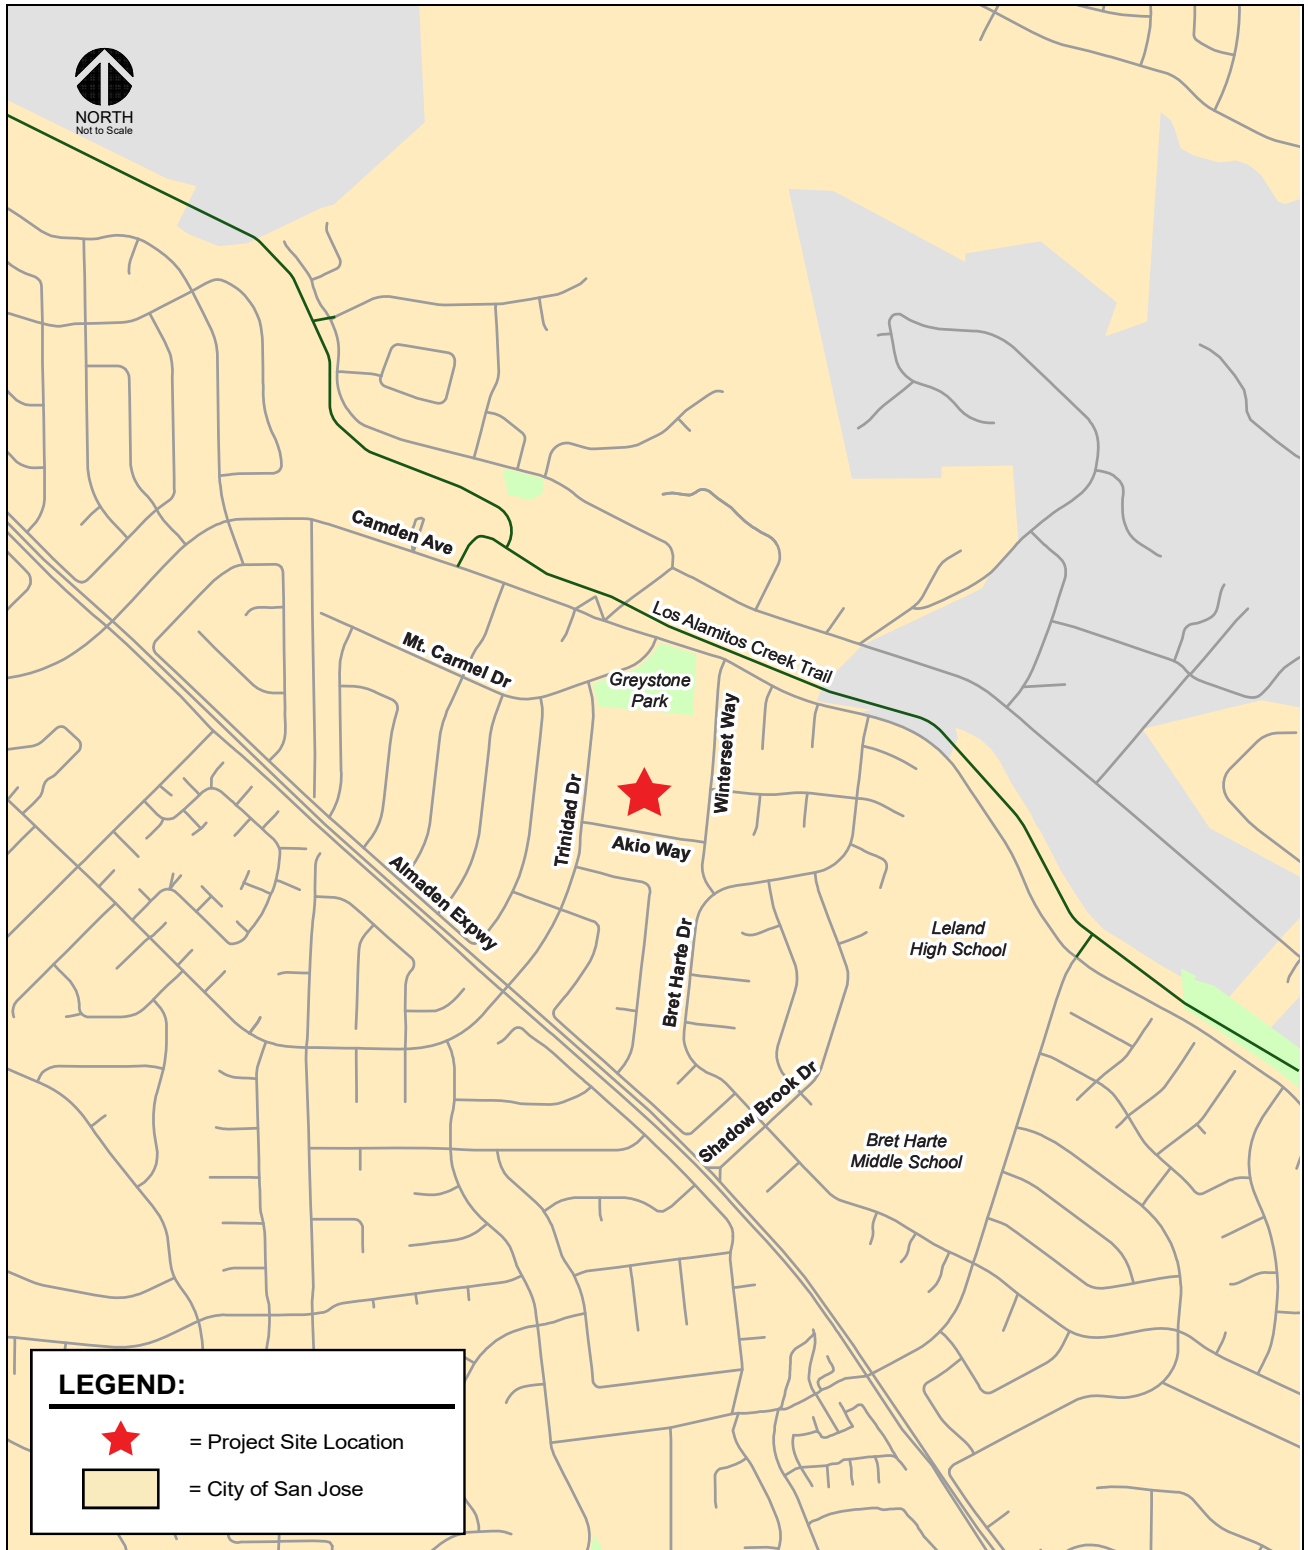 NORTH
Not to Scale
Camden Ave
Los Alamitos Creek Trail
Mt. Carmel Dr
Greystone
Park
Winterset Way
Trinidad Dr
Akio Way
Almaden Expwy
Bret Harte Dr
Leland
High School
Shadow Brook Dr
Bret Harte
Middle School
LEGEND:
= Project Site Location
= City of San Jose